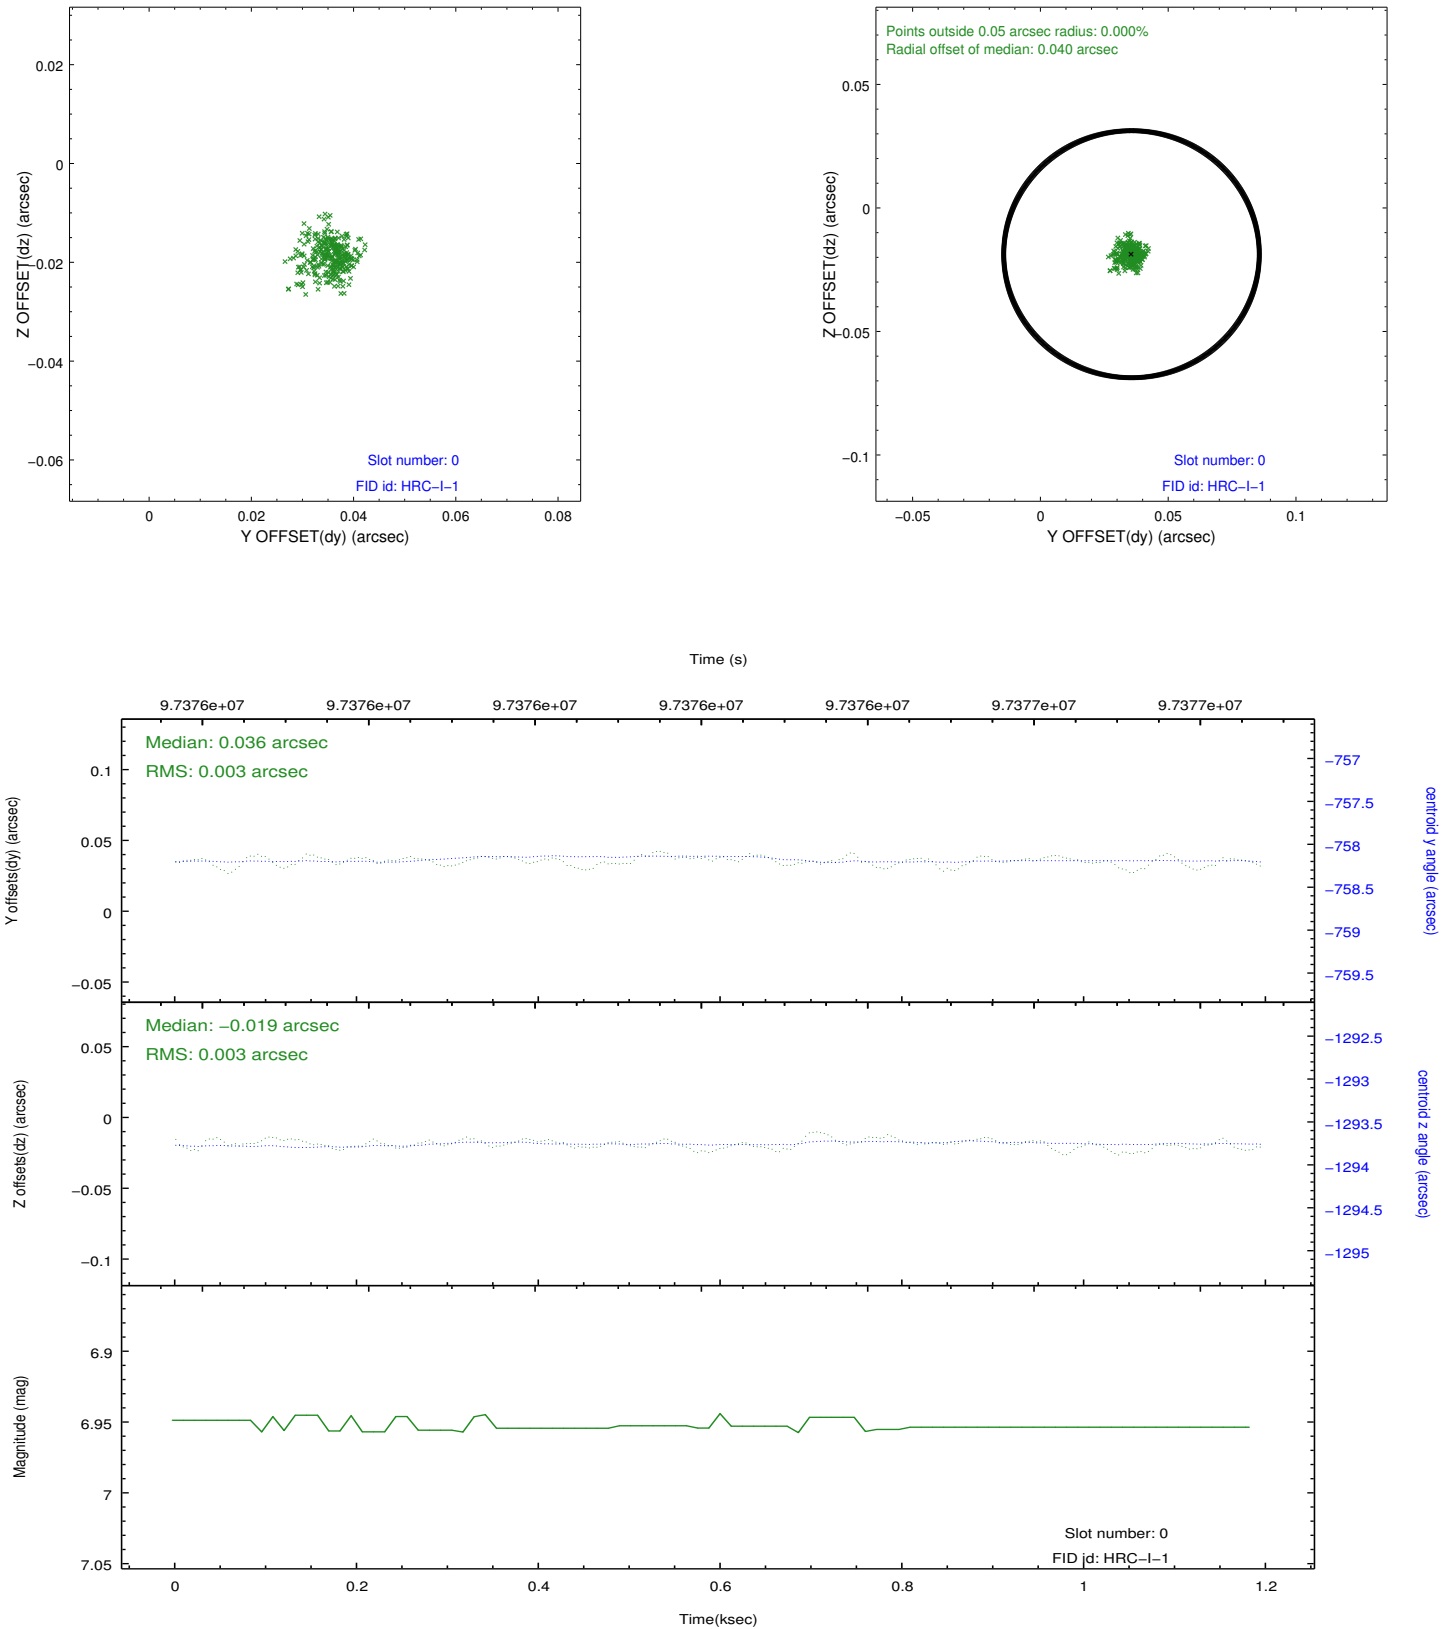 0.02
0
−0.02
−0.04
−0.06
Z OFFSET(dz) (arcsec)
Slot number: 0
FID id: HRC−I−1
0
0.02
0.04
0.06
0.08
Y OFFSET(dy) (arcsec)
Points outside 0.05 arcsec radius: 0.000%
Radial offset of median: 0.040 arcsec
0.05
0
−0.05
−0.1
Z OFFSET(dz) (arcsec)
Slot number: 0
FID id: HRC−I−1
−0.05
0
0.05
0.1
Y OFFSET(dy) (arcsec)
Time (s)
9.7376e+07
9.7376e+07
9.7376e+07
9.7376e+07
9.7376e+07
9.7377e+07
9.7377e+07
Median: 0.036 arcsec
RMS: 0.003 arcsec
0.1
0.05
0
−0.05
Y offsets(dy) (arcsec)
−757
−757.5
−758
−758.5
−759
−759.5
centroid y angle (arcsec)
Median: −0.019 arcsec
RMS: 0.003 arcsec
0.05
0
−0.05
−0.1
Z offsets(dz) (arcsec)
−1292.5
−1293
−1293.5
−1294
−1294.5
−1295
centroid z angle (arcsec)
6.9
6.95
7
7.05
Magnitude (mag)
Slot number: 0
FID id: HRC−I−1
0
0.2
0.4
0.6
0.8
1
1.2
Time(ksec)